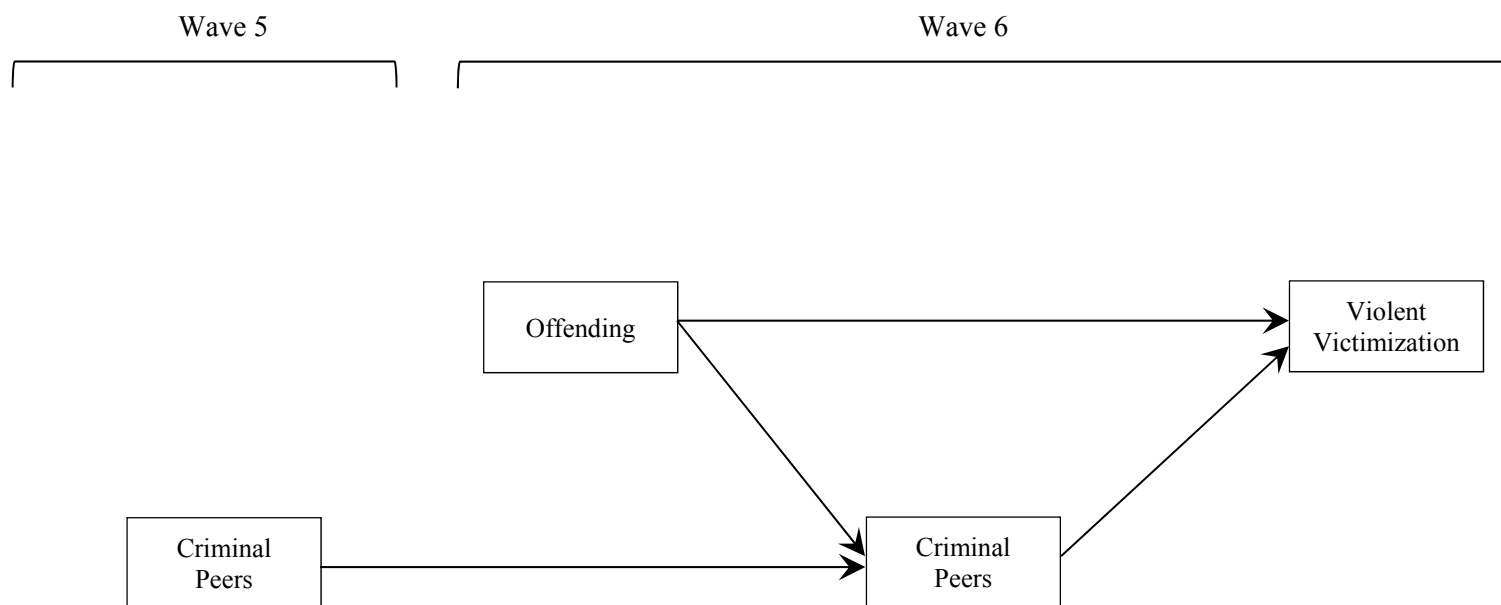 Wave 5
Wave 6
Offending
Violent
Victimization
Criminal
Peers
Criminal
Peers